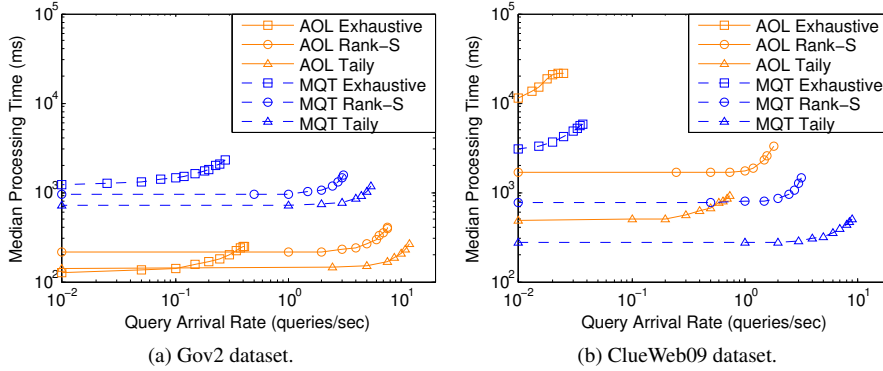 10^5
10^4
10^3
10^2
Median Processing Time (ms)
AOL Exhaustive
AOL Rank-S
AOL Taily
MQT Exhaustive
MQT Rank-S
MQT Taily
10^-2
10^-1
10^0
10^1
Query Arrival Rate (queries/sec)
(a) Gov2 dataset.
10^5
10^4
10^3
10^2
Median Processing Time (ms)
AOL Exhaustive
AOL Rank-S
AOL Taily
MQT Exhaustive
MQT Rank-S
MQT Taily
10^-2
10^-1
10^0
10^1
Query Arrival Rate (queries/sec)
(b) ClueWeb09 dataset.